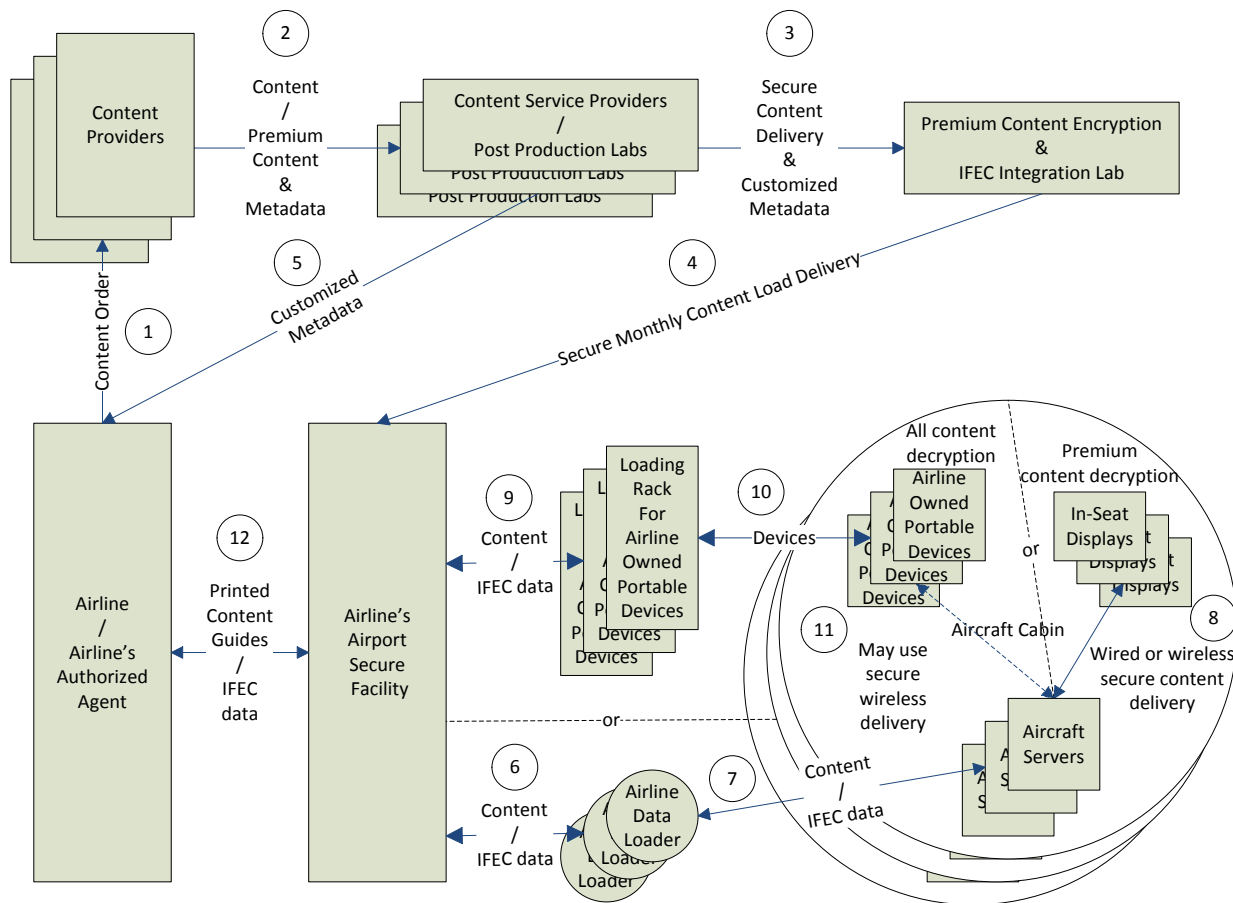 2
3
Content
Providers
Content
/
Premium
Content
&
Metadata
Content Service Providers
/
Post Production Labs
Post Production Labs
Post Production Labs
Secure
Content
Delivery
&
Customized
Metadata
Premium Content Encryption
&
IFEC Integration Lab
5
4
1
Content Order
Customized
Metadata
Secure Monthly Content Load Delivery
Airline
/
Airline's
Authorized
Agent
12
Printed
Content
Guides
/
IFEC
data
Airline's
Airport
Secure
Facility
9
Content
/
IFEC data
Loading
Rack
For
Airline
Owned
Portable
Devices
Devices
Devices
10
Devices
All content
decryption
Airline
Owned
Portable
Devices
Devices
Devices
or
Premium
content decryption
In-Seat
Displays
Displays
Displays
11
8
Aircraft Cabin
May use
secure
wireless
delivery
Wired or wireless
secure content
delivery
or
Aircraft
Servers
6
Content
/
IFEC data
Airline
Data
Loader
Loader
Loader
7
Content
/
IFEC data